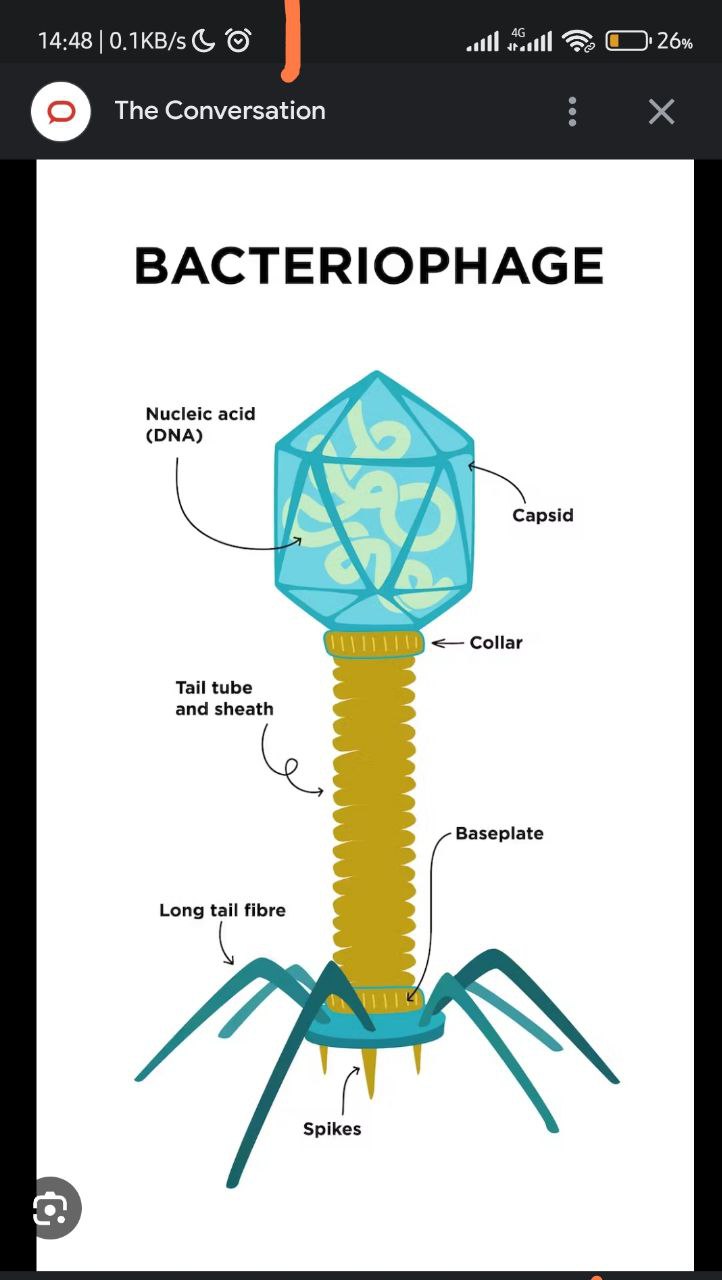 14:48 | 0.1KB/s 4G 26%
The Conversation
BACTERIOPHAGE
Nucleic acid
(DNA)
Capsid
Collar
Tail tube
and sheath
Baseplate
Long tail fibre
Spikes